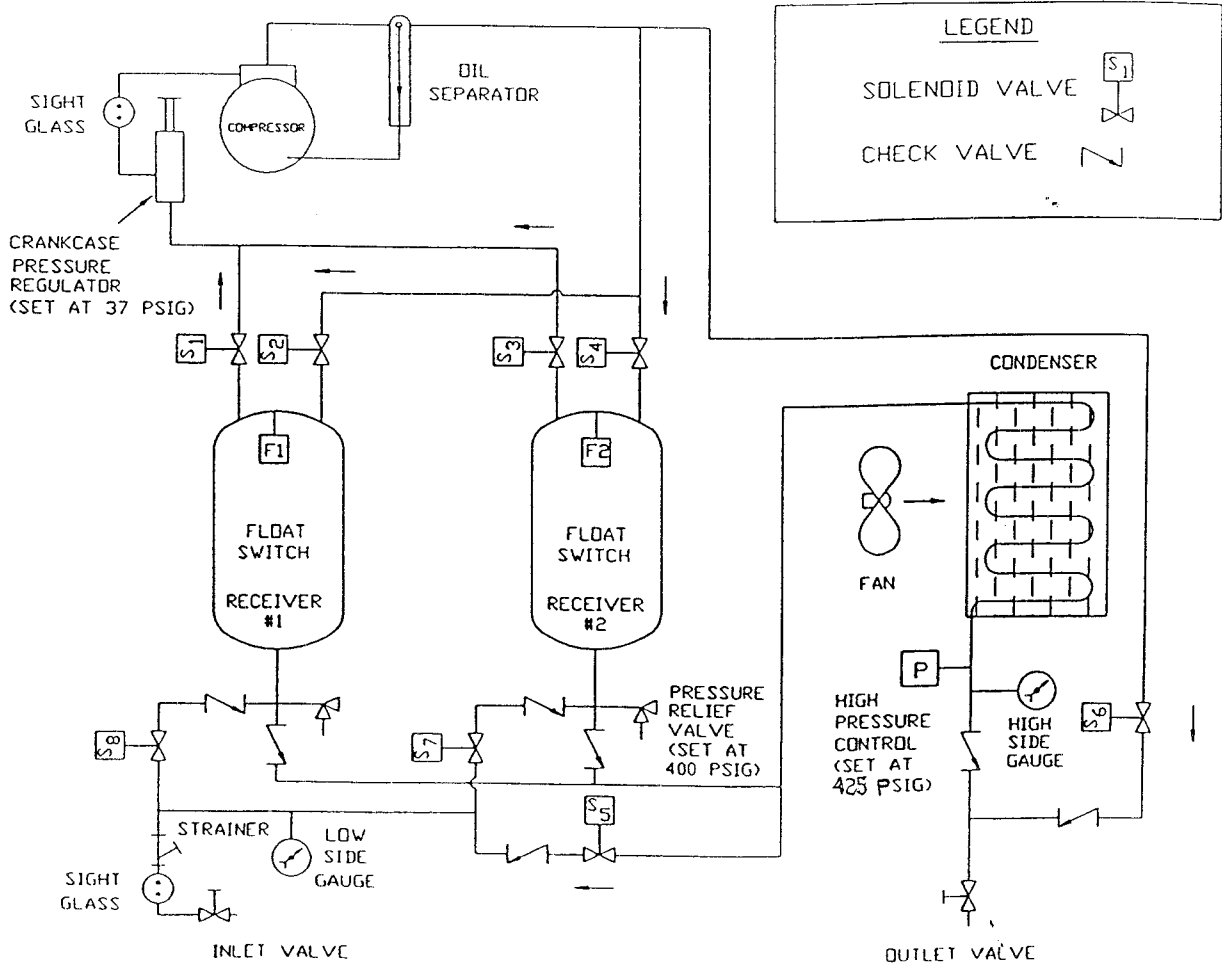 LEGEND
SOLENOID VALVE
S1
CHECK VALVE
OIL
SEPARATOR
SIGHT
GLASS
COMPRESSOR
CRANKCASE
PRESSURE
REGULATOR
(SET AT 37 PSIG)
S1
S2
S3
S4
CONDENSER
F1
F2
FLOAT
SWITCH
FLOAT
SWITCH
FAN
RECEIVER
#1
RECEIVER
#2
P
PRESSURE
RELIEF
VALVE
(SET AT
400 PSIG)
HIGH
PRESSURE
CONTROL
(SET AT
425 PSIG)
HIGH
SIDE
GAUGE
S6
S8
S7
S5
STRAINER
LOW
SIDE
GAUGE
SIGHT
GLASS
INLET VALVE
OUTLET VALVE